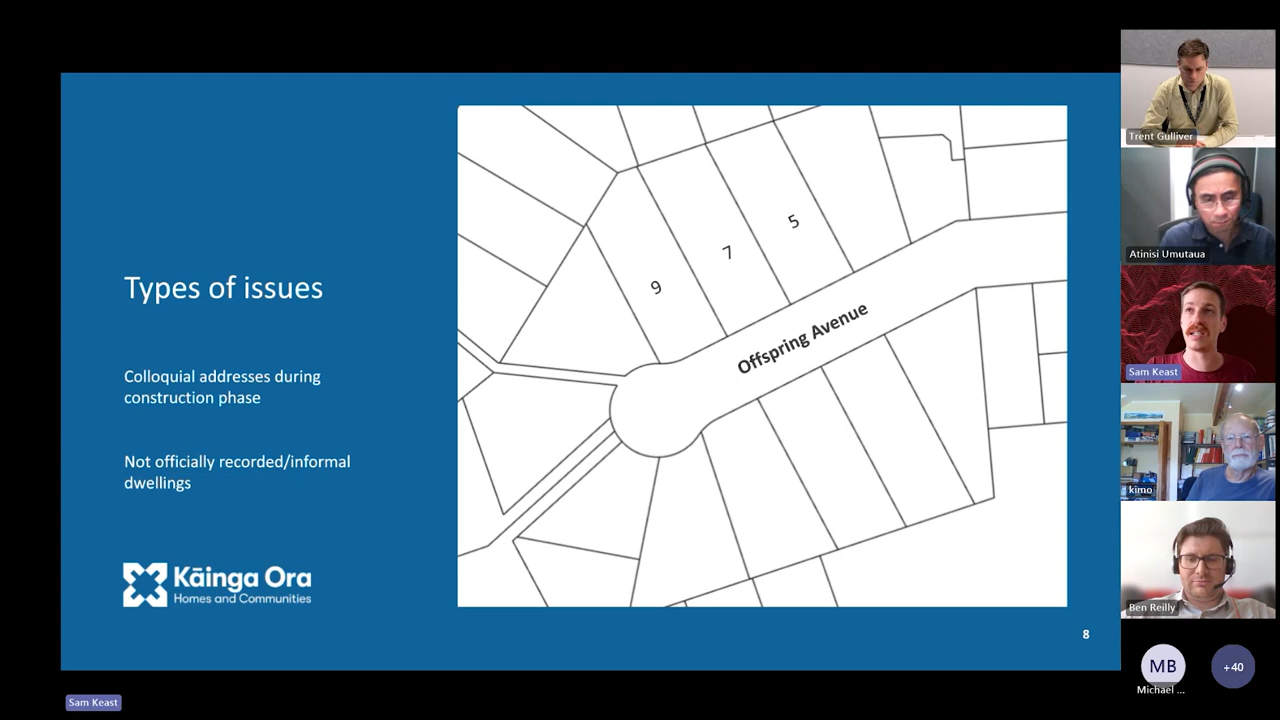 Types of issues
Colloquial addresses during
construction phase
Not officially recorded/informal
dwellings
Kāinga Ora
Homes and Communities
5
7
9
Offspring Avenue
8
Trent Gulliver
Atinisi Umutaua
Sam Keast
kimo
Ben Reilly
MB
Michael ...
+40
Sam Keast